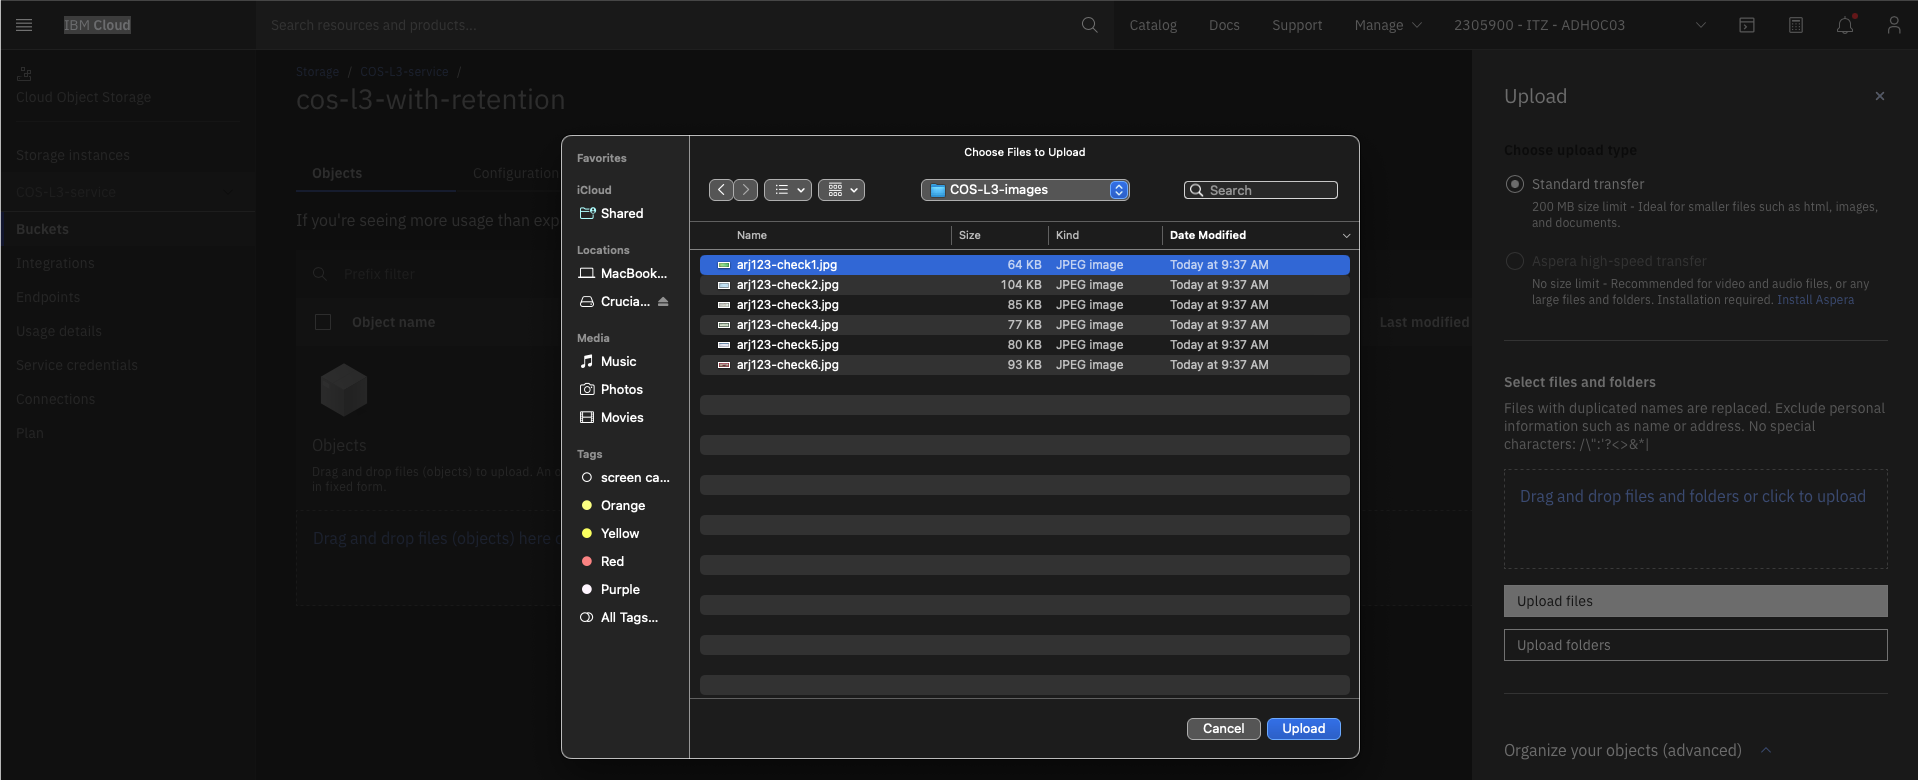 IBM Cloud
Search resources and products...
Catalog
Docs
Support
Manage
2305900 - ITZ - ADHOC03
Cloud Object Storage
Storage instances
COS-L3-service
Buckets
Integrations
Endpoints
Usage details
Service credentials
Connections
Plan
Storage / COS-L3-service /
cos-l3-with-retention
Objects
Configuration
If you're seeing more usage than exp
Prefix filter
Object name
Last modified
Objects
Drag and drop files (objects) to upload. An o
in fixed form.
Drag and drop files (objects) here o
Favorites
iCloud
Shared
Locations
MacBook...
Crucia...
Media
Music
Photos
Movies
Tags
screen ca...
Orange
Yellow
Red
Purple
All Tags...
Choose Files to Upload
COS-L3-images
Search
Name Size Kind Date Modified
arj123-check1.jpg 64 KB JPEG image Today at 9:37 AM
arj123-check2.jpg 104 KB JPEG image Today at 9:37 AM
arj123-check3.jpg 85 KB JPEG image Today at 9:37 AM
arj123-check4.jpg 77 KB JPEG image Today at 9:37 AM
arj123-check5.jpg 80 KB JPEG image Today at 9:37 AM
arj123-check6.jpg 93 KB JPEG image Today at 9:37 AM
Cancel
Upload
Upload
Choose upload type
Standard transfer
200 MB size limit - Ideal for smaller files such as html, images,
and documents.
Aspera high-speed transfer
No size limit - Recommended for video and audio files, or any
large files and folders. Installation required. Install Aspera
Select files and folders
Files with duplicated names are replaced. Exclude personal
information such as name or address. No special
characters: /\":'?<>&*|
Drag and drop files and folders or click to upload
Upload files
Upload folders
Organize your objects (advanced)